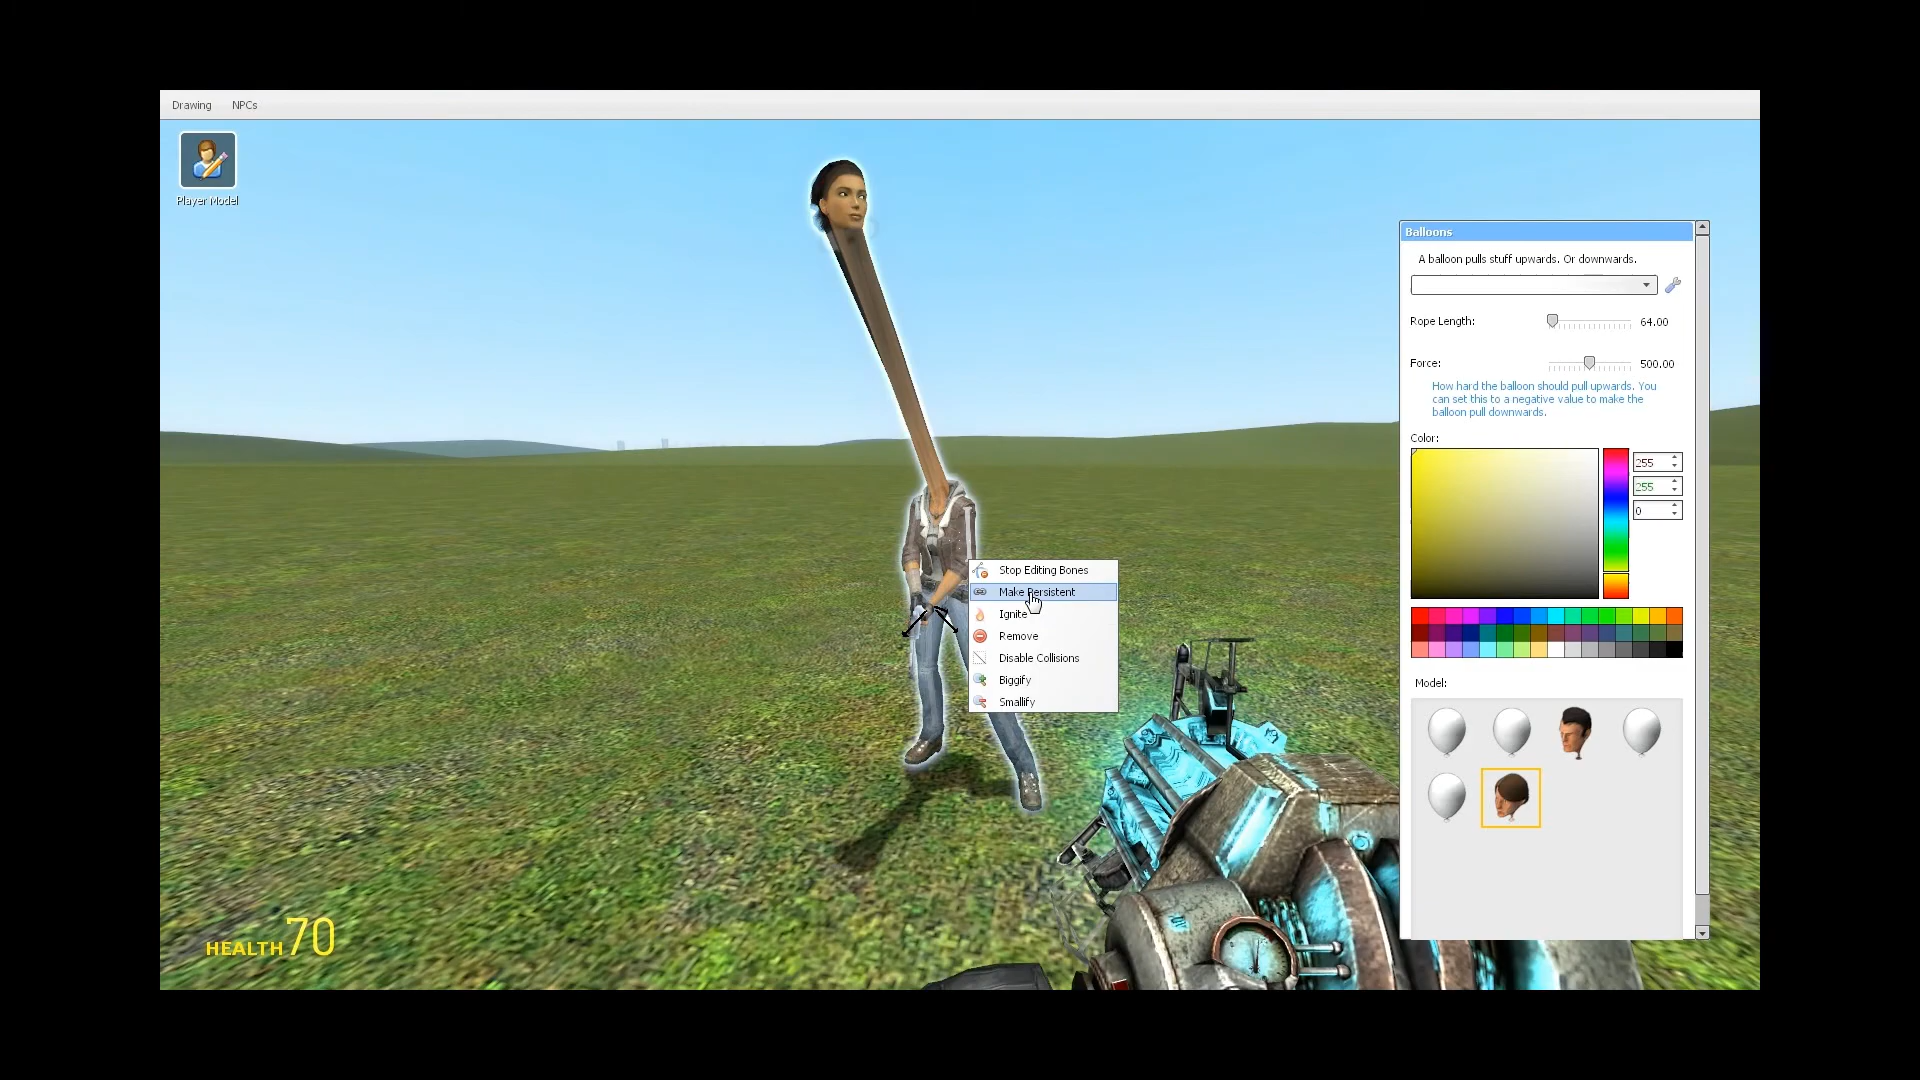 Drawing NPCs
Player Model
Balloons
A balloon pulls stuff upwards. Or downwards.
Rope Length: 64.00
Force: 500.00
How hard the balloon should pull upwards. You
can set this to a negative value to make the
balloon pull downwards.
Color:
255
255
0
Model:
Stop Editing Bones
Make Persistent
Ignite
Remove
Disable Collisions
Biggify
Smallify
HEALTH 70